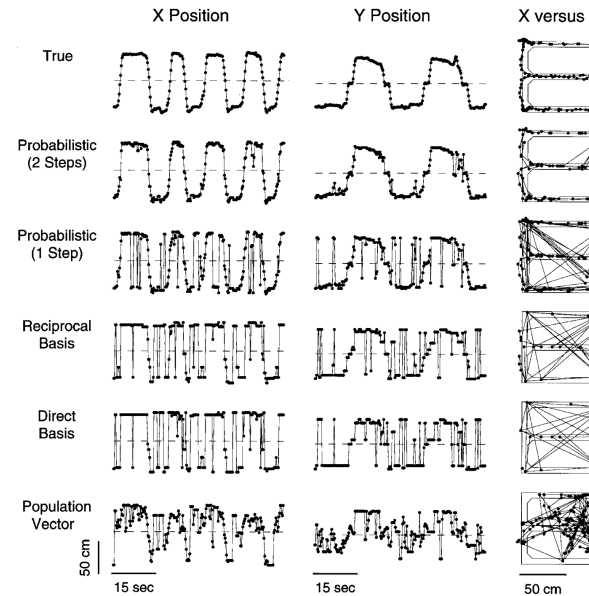 X Position
Y Position
X versus
True
Probabilistic
(2 Steps)
Probabilistic
(1 Step)
Reciprocal
Basis
Direct
Basis
Population
Vector
50 cm
15 sec
15 sec
50 cm